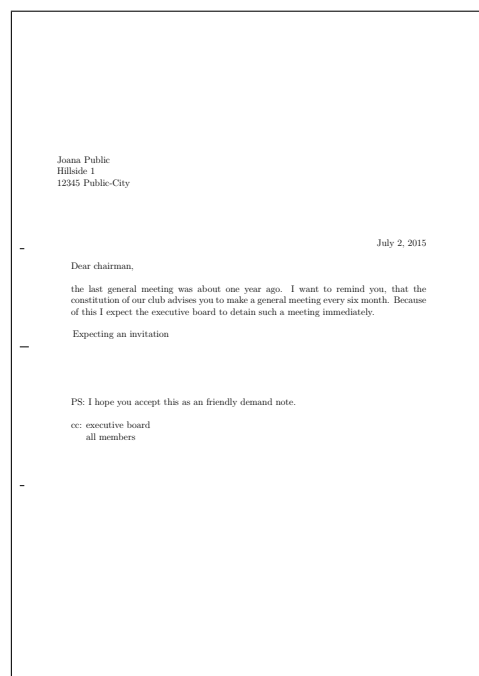 Joana Public
Hillside 1
12345 Public-City
July 2, 2015
Dear chairman,
the last general meeting was about one year ago. I want to remind you, that the
constitution of our club advises you to make a general meeting every six month. Because
of this I expect the executive board to detain such a meeting immediately.
Expecting an invitation
PS: I hope you accept this as an friendly demand note.
cc: executive board
all members